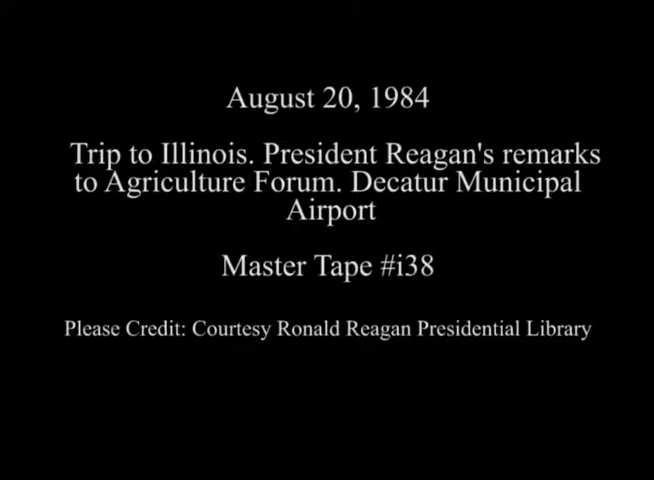 August 20, 1984
Trip to Illinois. President Reagan's remarks
to Agriculture Forum. Decatur Municipal
Airport
Master Tape #i38
Please Credit: Courtesy Ronald Reagan Presidential Library